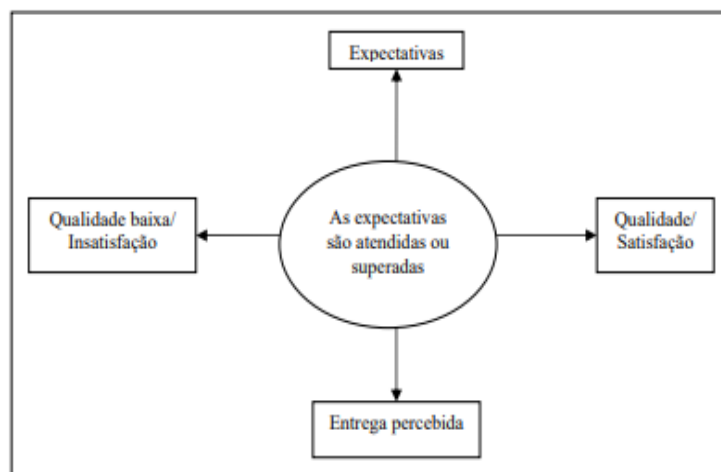 Expectativas
Qualidade baixa/
Insatisfação
As expectativas
são atendidas ou
superadas
Qualidade/
Satisfação
Entrega percebida